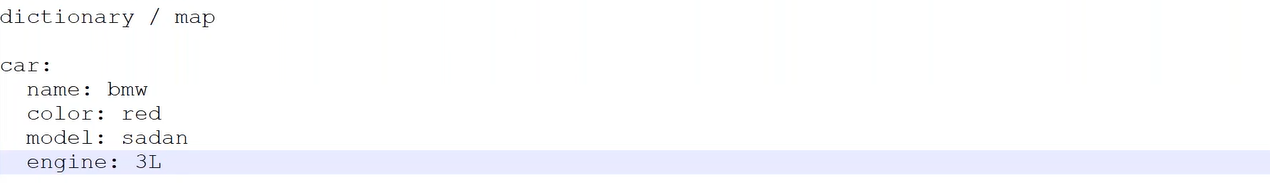 dictionary / map
car:
name: bmw
color: red
model: sadan
engine: 3L